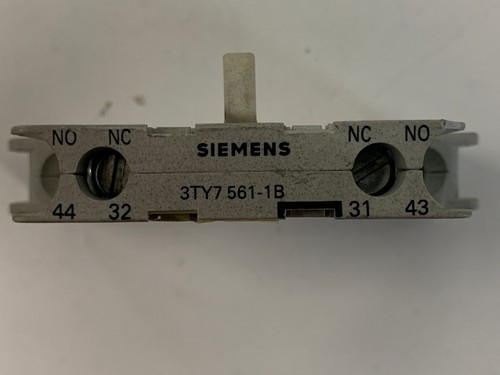 NO NC SIEMENS NC NO
3TY7 561-1B
44 32 31 43